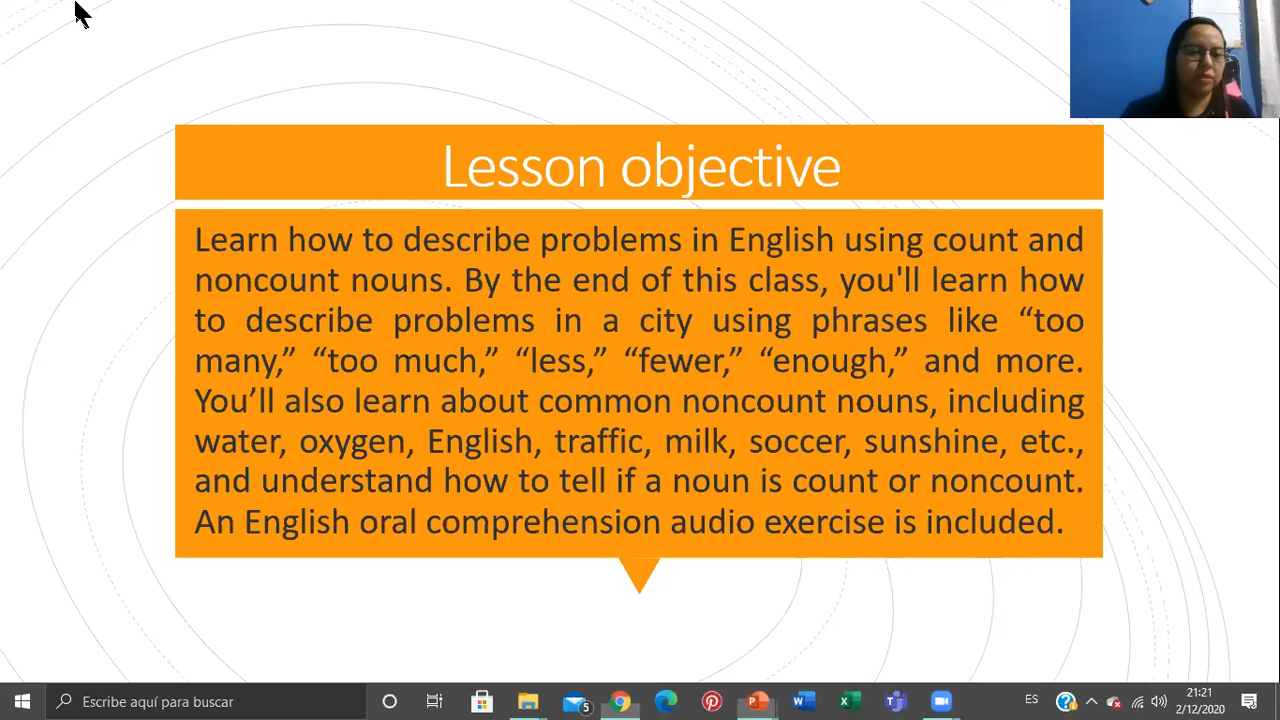 Lesson objective
Learn how to describe problems in English using count and
noncount nouns. By the end of this class, you'll learn how
to describe problems in a city using phrases like “too
many,” “too much,” “less,” “fewer,” “enough,” and more.
You’ll also learn about common noncount nouns, including
water, oxygen, English, traffic, milk, soccer, sunshine, etc.,
and understand how to tell if a noun is count or noncount.
An English oral comprehension audio exercise is included.
Escribe aquí para buscar
5
ES
21:21
2/12/2020